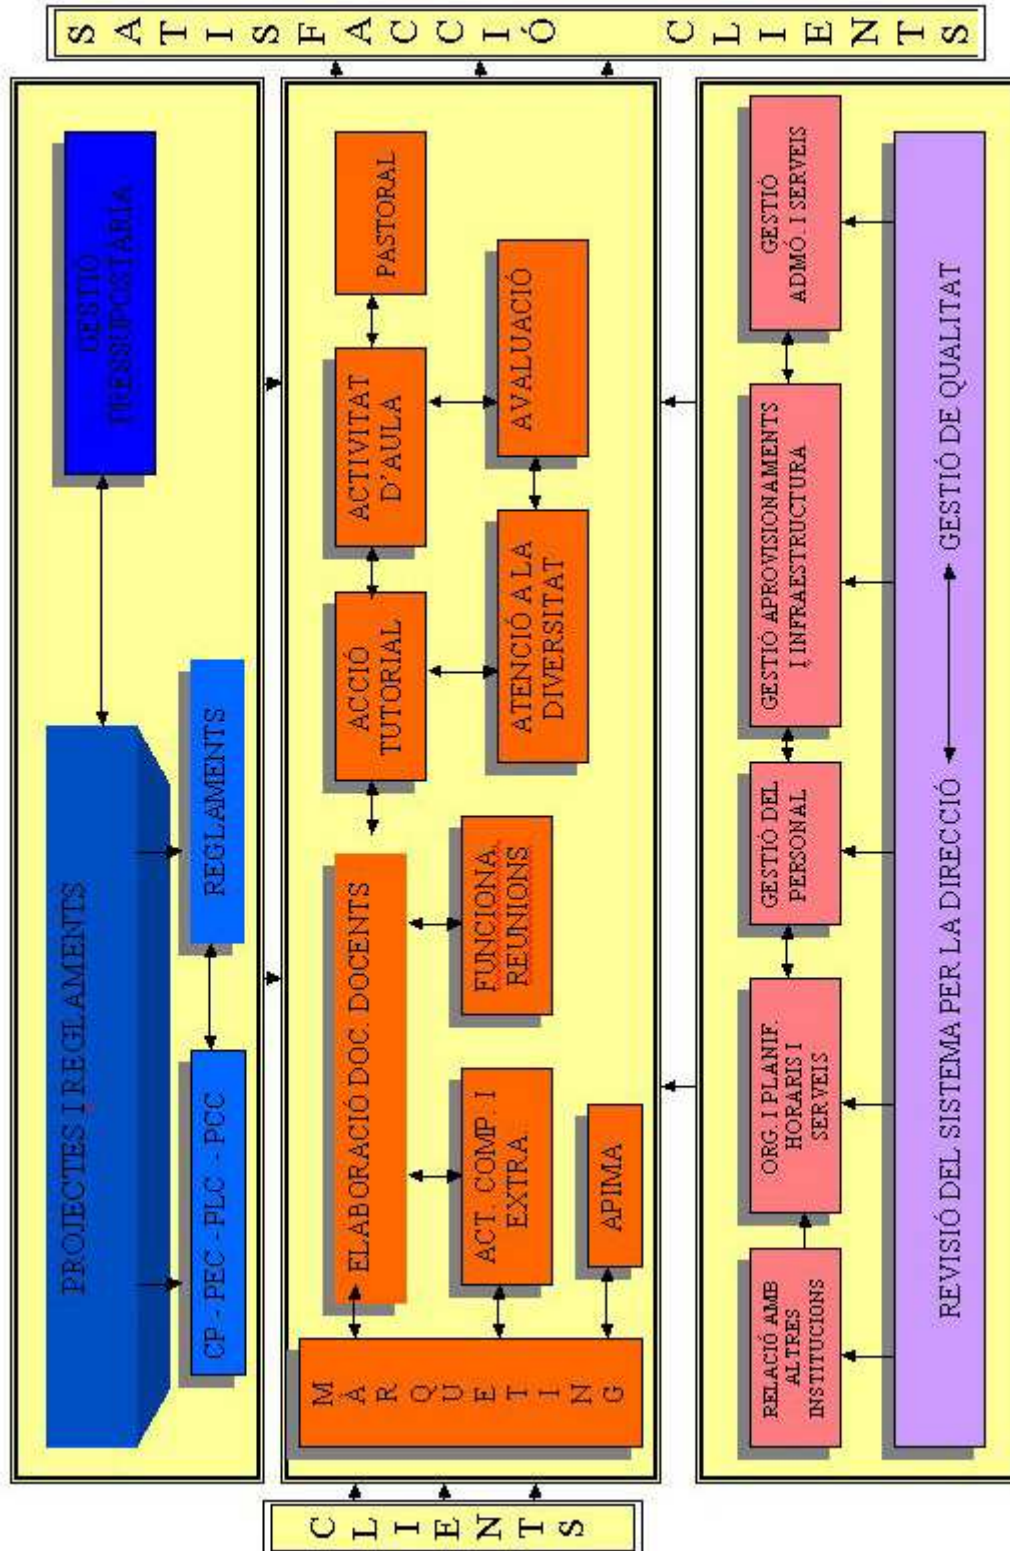 SATISFACCIÓ CLIENTS
PROJECTES I REGLAMENTS
GESTIÓ
PRESSUPOSTÀRIA
CP - PEC - PLC - PCC
REGLAMENTS
CLIENTS
MÀRQUETING
ELABORACIÓ DOC. DOCENTS
ACCIÓ
TUTORIAL
ACTIVITAT
D'AULA
PASTORAL
ACT. COMP. I
EXTRA.
FUNCIONA.
REUNIONS
ATENCIÓ A LA
DIVERSITAT
AVALUACIÓ
APIMA
RELACIÓ AMB
ALTRES
INSTITUCIONS
ORG. I PLANIF.
HORARIS I
SERVEIS
GESTIÓ DEL
PERSONAL
GESTIÓ APROVISIONAMENTS
I INFRAESTRUCTURA
GESTIÓ
ADMÓ. I SERVEIS
REVISIÓ DEL SISTEMA PER LA DIRECCIÓ
GESTIÓ DE QUALITAT